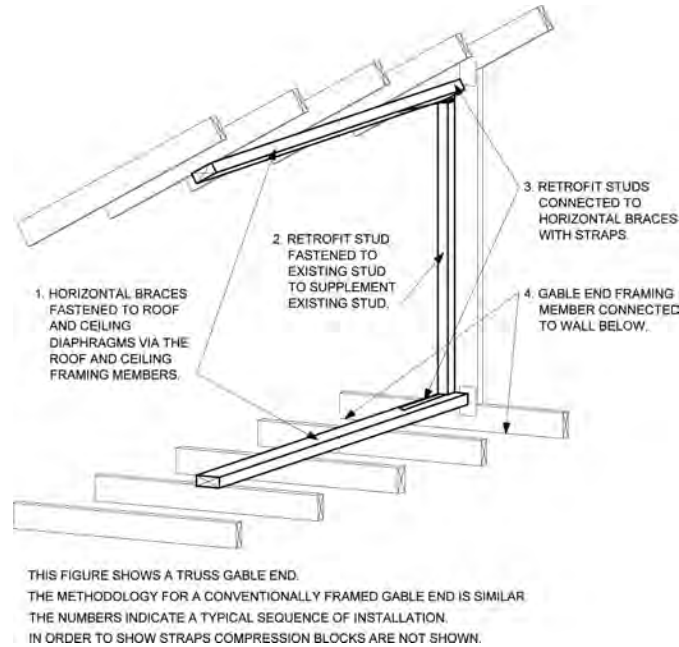 3. RETROFIT STUDS
CONNECTED TO
HORIZONTAL BRACES
WITH STRAPS.
2. RETROFIT STUD
FASTENED TO
EXISTING STUD
TO SUPPLEMENT
EXISTING STUD.
1. HORIZONTAL BRACES
FASTENED TO ROOF
AND CEILING
DIAPHRAGMS VIA THE
ROOF AND CEILING
FRAMING MEMBERS.
4. GABLE END FRAMING
MEMBER CONNECTED
TO WALL BELOW.
THIS FIGURE SHOWS A TRUSS GABLE END.
THE METHODOLOGY FOR A CONVENTIONALLY FRAMED GABLE END IS SIMILAR
THE NUMBERS INDICATE A TYPICAL SEQUENCE OF INSTALLATION.
IN ORDER TO SHOW STRAPS COMPRESSION BLOCKS ARE NOT SHOWN.